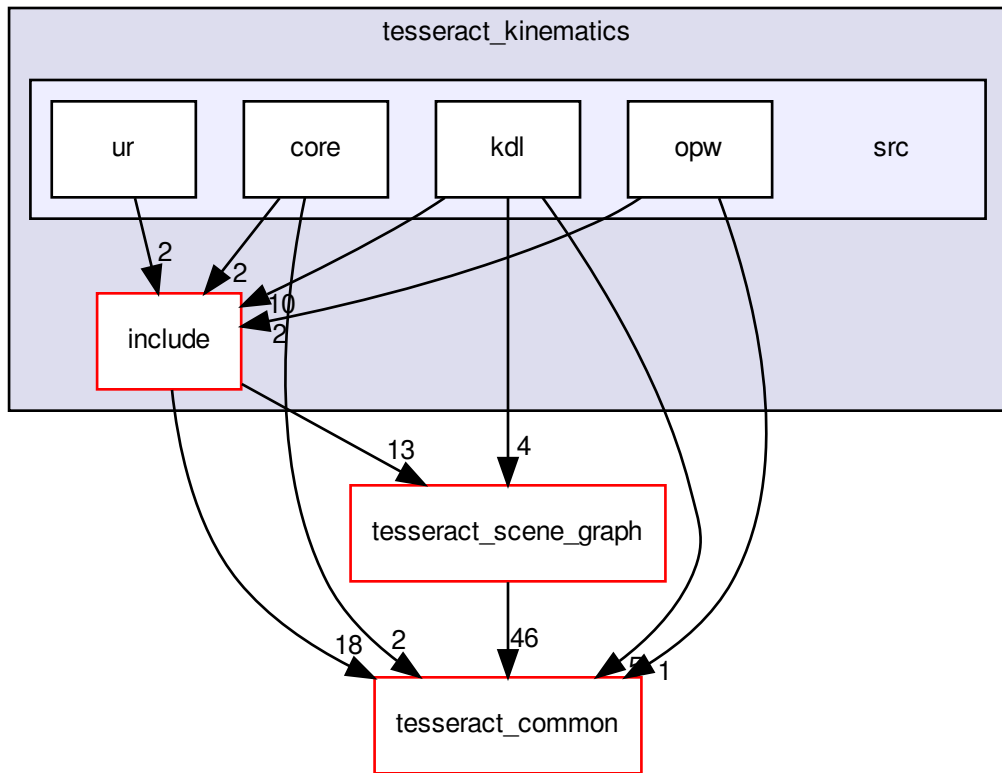 tesseract_kinematics
ur
core
kdl
opw
src
2
2
10
2
include
13
4
tesseract_scene_graph
18
2
46
5
1
tesseract_common